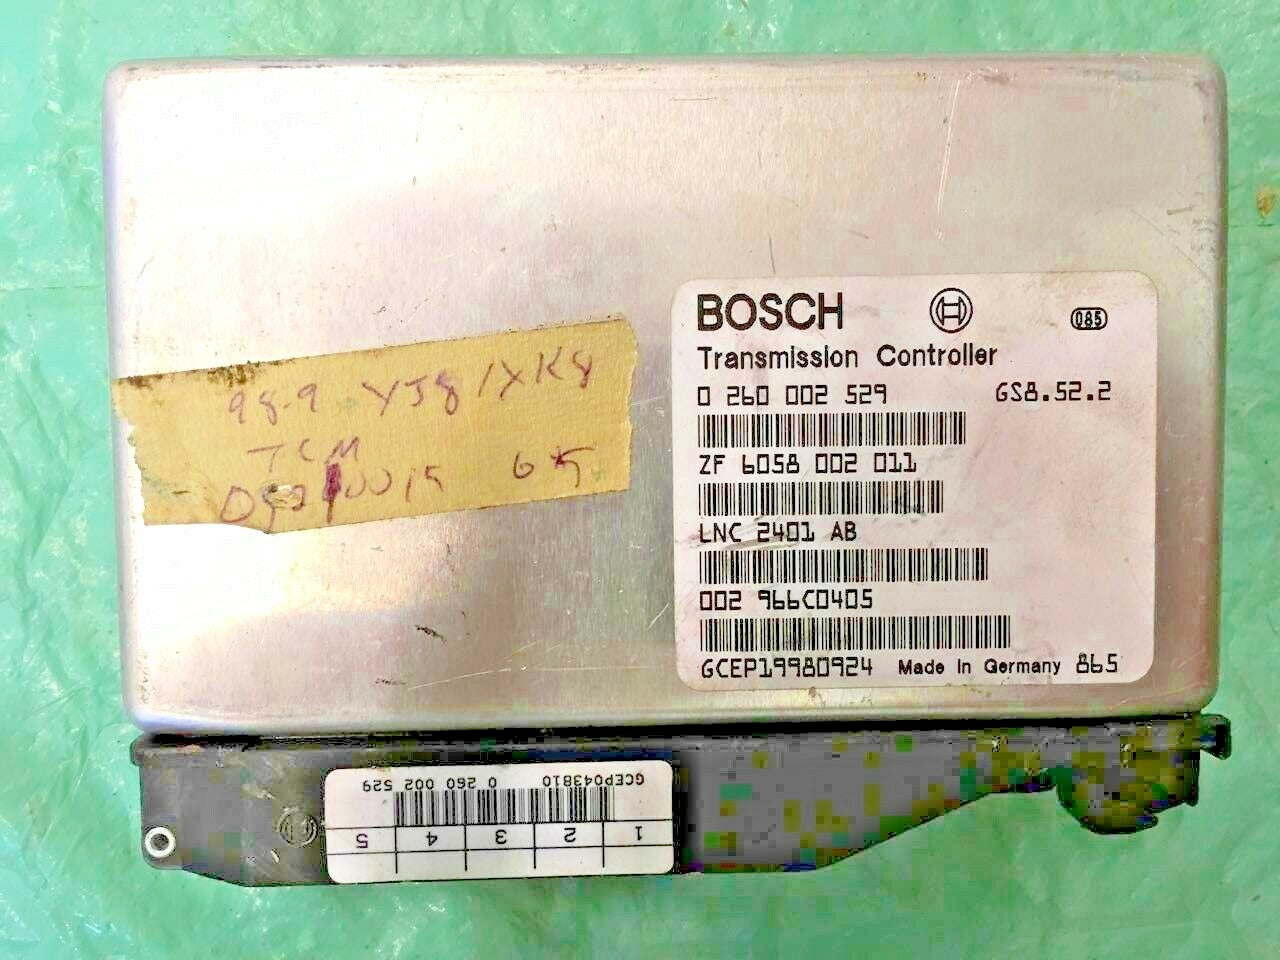 BOSCH
085
Transmission Controller
0 260 002 529 GS8.52.2
ZF 6058 002 011
LNC 2401 AB
002 966C0405
GCEP19980924 Made in Germany 865
98-9 XJ8/XK8
TCM
65
1 2 3 4 5
GCEP043810 0 260 002 529